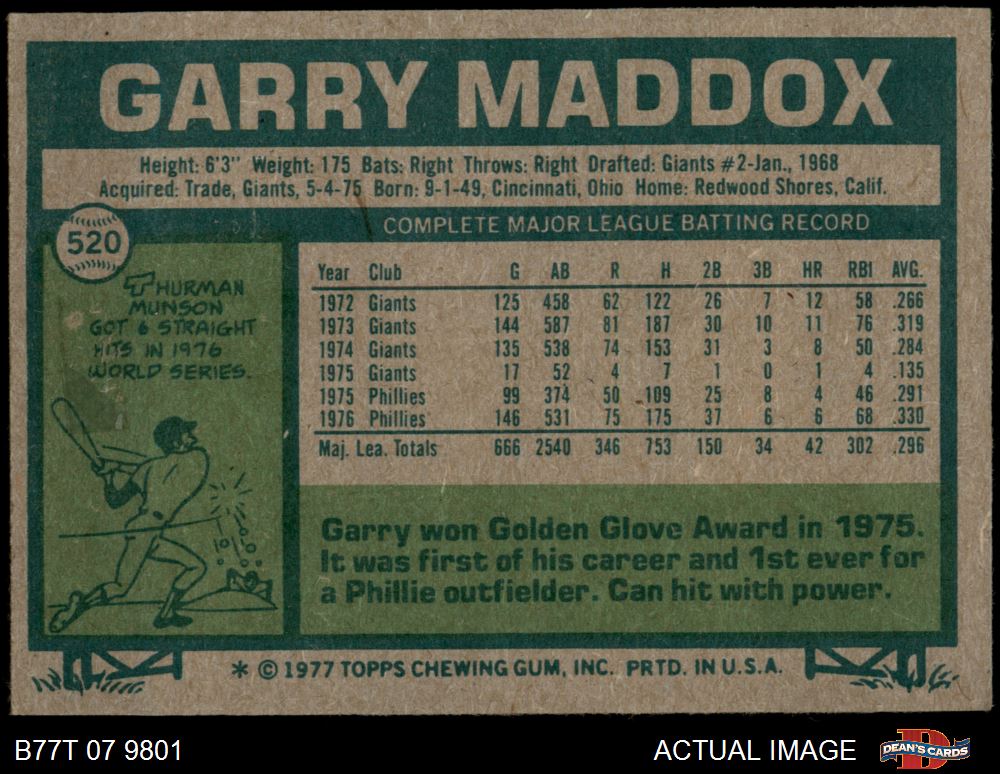 GARRY MADDOX
Height: 6'3" Weight: 175 Bats: Right Throws: Right Drafted: Giants #2-Jan., 1968
Acquired: Trade, Giants, 5-4-75 Born: 9-1-49, Cincinnati, Ohio Home: Redwood Shores, Calif.
520
COMPLETE MAJOR LEAGUE BATTING RECORD
THURMAN
MUNSON
GOT 6 STRAIGHT
HITS IN 1976
WORLD SERIES.
Year Club G AB R H 2B 3B HR RBI AVG.
1972 Giants 125 458 62 122 26 7 12 58 .266
1973 Giants 144 587 81 187 30 10 11 76 .319
1974 Giants 135 538 74 153 31 3 8 50 .284
1975 Giants 17 52 4 7 1 0 1 4 .135
1975 Phillies 99 374 50 109 25 8 4 46 .291
1976 Phillies 146 531 75 175 37 6 6 68 .330
Maj. Lea. Totals 666 2540 346 753 150 34 42 302 .296
Garry won Golden Glove Award in 1975.
It was first of his career and 1st ever for
a Phillie outfielder. Can hit with power.
* © 1977 TOPPS CHEWING GUM, INC. PRTD. IN U.S.A.
B77T 07 9801
ACTUAL IMAGE
DEAN'S CARDS